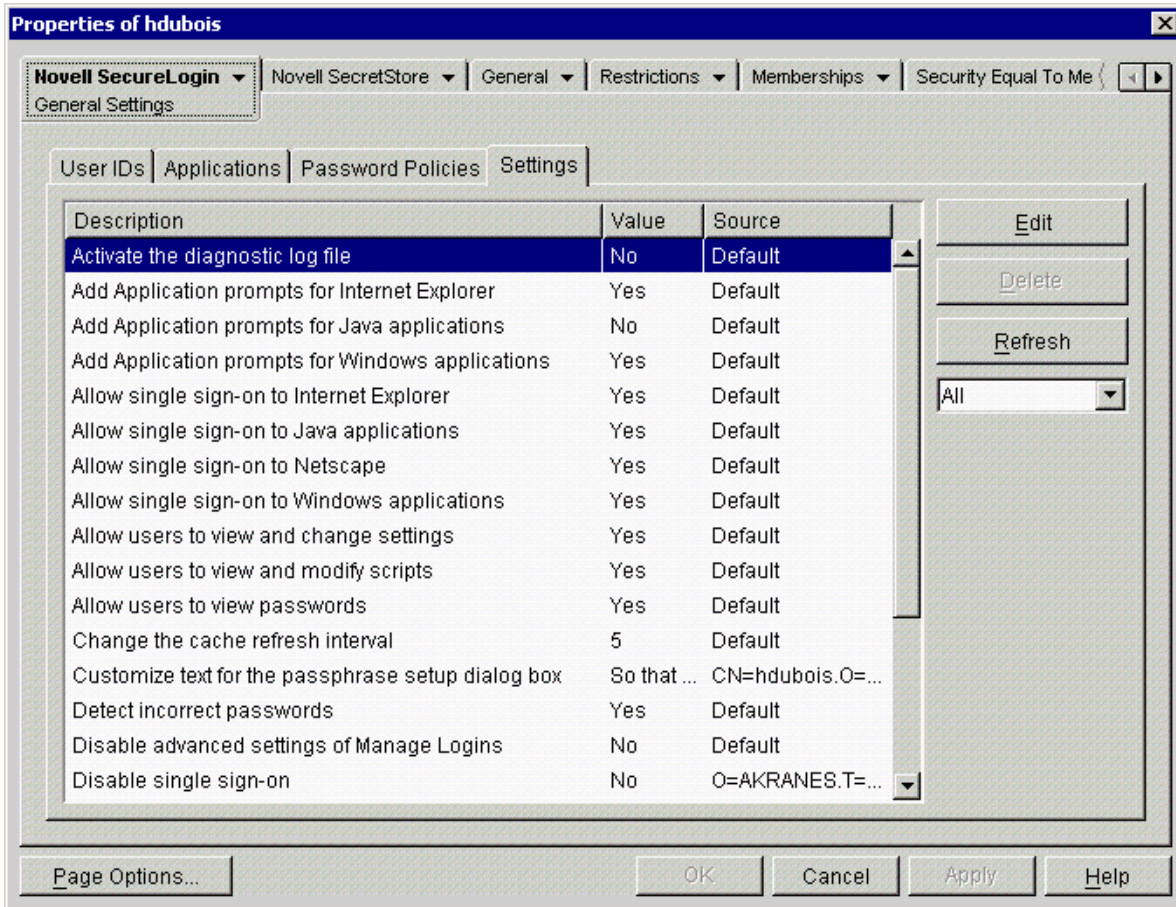 Properties of hdubois
Novell SecureLogin Novell SecretStore General Restrictions Memberships Security Equal To Me
General Settings
User IDs Applications Password Policies Settings
Description Value Source
Activate the diagnostic log file No Default
Add Application prompts for Internet Explorer Yes Default
Add Application prompts for Java applications No Default
Add Application prompts for Windows applications Yes Default
Allow single sign-on to Internet Explorer Yes Default
Allow single sign-on to Java applications Yes Default
Allow single sign-on to Netscape Yes Default
Allow single sign-on to Windows applications Yes Default
Allow users to view and change settings Yes Default
Allow users to view and modify scripts Yes Default
Allow users to view passwords Yes Default
Change the cache refresh interval 5 Default
Customize text for the passphrase setup dialog box So that ... CN=hdubois.O=...
Detect incorrect passwords Yes Default
Disable advanced settings of Manage Logins No Default
Disable single sign-on No O=AKRANES.T=...
Edit
Delete
Refresh
All
Page Options... OK Cancel Apply Help